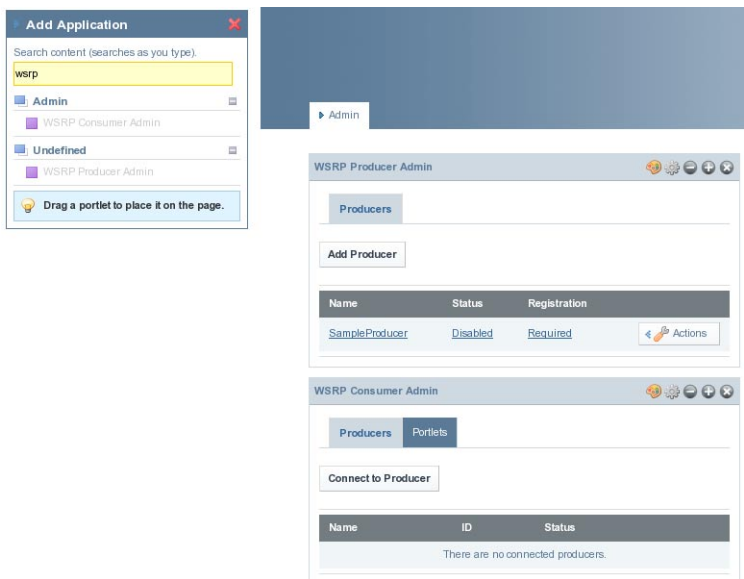 Add Application
Search content (searches as you type).
wsrp
Admin
WSRP Consumer Admin
Undefined
WSRP Producer Admin
Drag a portlet to place it on the page.
Admin
WSRP Producer Admin
Producers
Add Producer
Name Status Registration
SampleProducer Disabled Required Actions
WSRP Consumer Admin
Producers Portlets
Connect to Producer
Name ID Status
There are no connected producers.